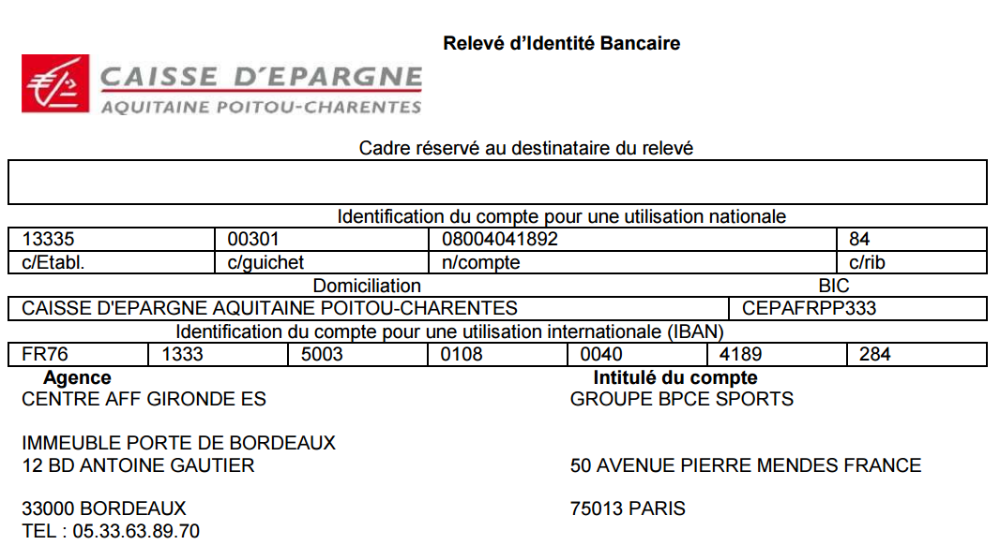 Relevé d'Identité Bancaire
CAISSE D'EPARGNE
AQUITAINE POITOU-CHARENTES
Cadre réservé au destinataire du relevé
Identification du compte pour une utilisation nationale
13335 00301 08004041892 84
c/Etabl. c/guichet n/compte c/rib
Domiciliation BIC
CAISSE D'EPARGNE AQUITAINE POITOU-CHARENTES CEPAFRPP333
Identification du compte pour une utilisation internationale (IBAN)
FR76 1333 5003 0108 0040 4189 284
Agence Intitulé du compte
CENTRE AFF GIRONDE ES GROUPE BPCE SPORTS
IMMEUBLE PORTE DE BORDEAUX
12 BD ANTOINE GAUTIER 50 AVENUE PIERRE MENDES FRANCE
33000 BORDEAUX 75013 PARIS
TEL : 05.33.63.89.70